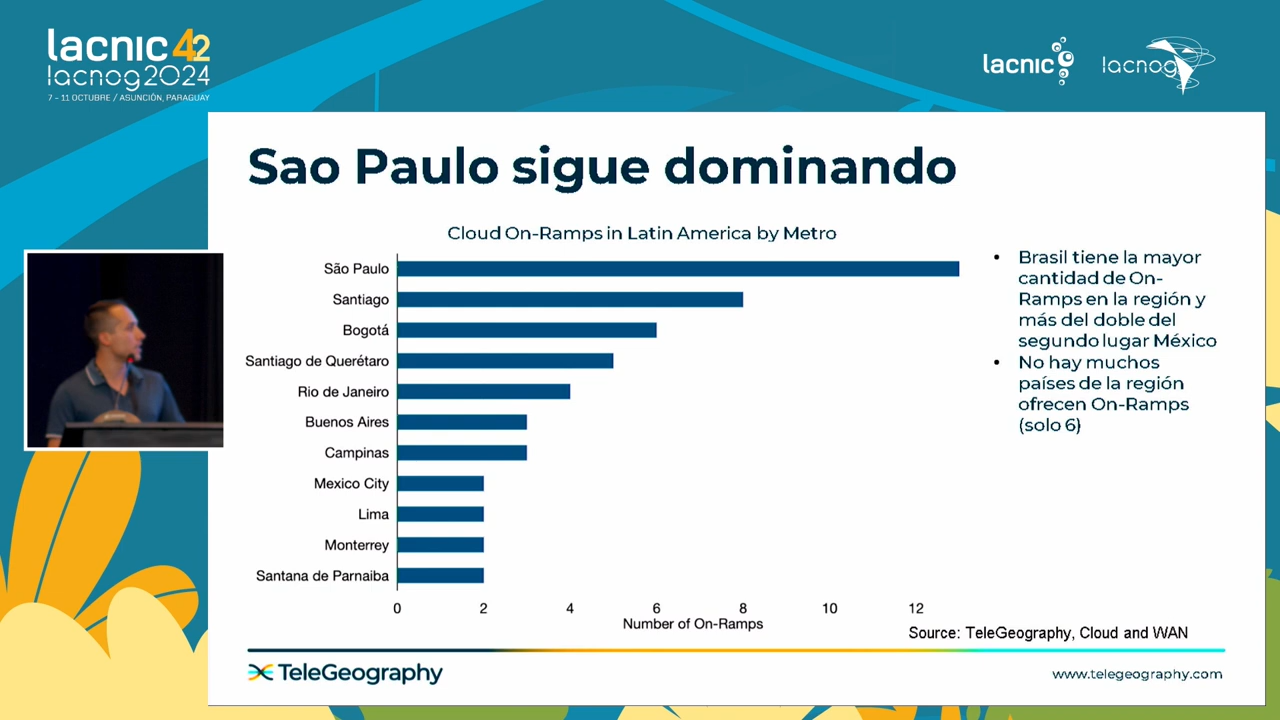 lacnic 42
lacnog 2024
7 - 11 OCTUBRE / ASUNCIÓN, PARAGUAY
lacnic
lacnog
Sao Paulo sigue dominando
Cloud On-Ramps in Latin America by Metro
São Paulo
Santiago
Bogotá
Santiago de Querétaro
Rio de Janeiro
Buenos Aires
Campinas
Mexico City
Lima
Monterrey
Santana de Parnaiba
0 2 4 6 8 10 12
Number of On-Ramps
• Brasil tiene la mayor
cantidad de On-
Ramps en la región y
más del doble del
segundo lugar México
• No hay muchos
países de la región
ofrecen On-Ramps
(solo 6)
Source: TeleGeography, Cloud and WAN
TeleGeography
www.telegeography.com